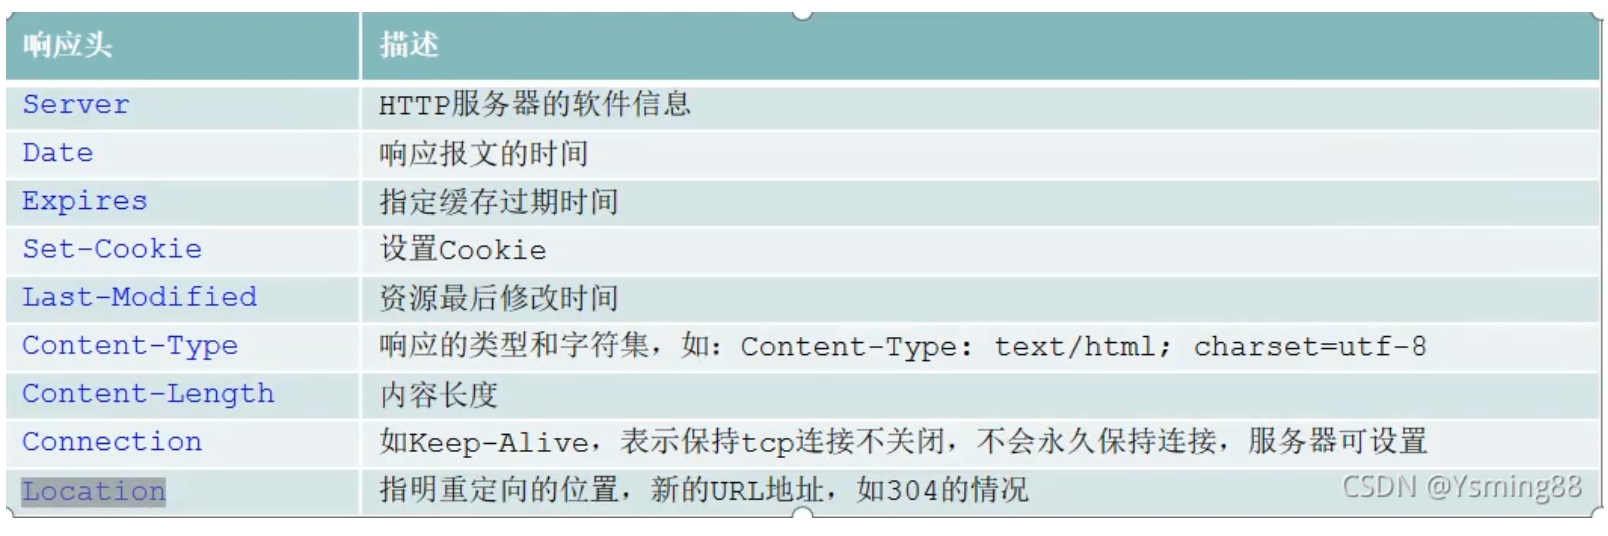 响应头 描述
Server HTTP服务器的软件信息
Date 响应报文的时间
Expires 指定缓存过期时间
Set-Cookie 设置Cookie
Last-Modified 资源最后修改时间
Content-Type 响应的类型和字符集，如：Content-Type: text/html; charset=utf-8
Content-Length 内容长度
Connection 如Keep-Alive，表示保持tcp连接不关闭，不会永久保持连接，服务器可设置
Location 指明重定向的位置，新的URL地址，如304的情况
CSDN @Ysming88